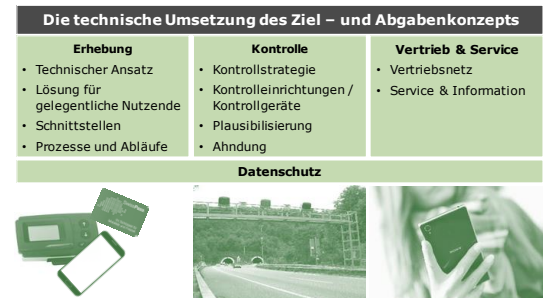 Die technische Umsetzung des Ziel – und Abgabenkonzepts
Erhebung
• Technischer Ansatz
• Lösung für
gelegentliche Nutzende
• Schnittstellen
• Prozesse und Abläufe
Kontrolle
• Kontrollstrategie
• Kontrolleinrichtungen /
Kontrollgeräte
• Plausibilisierung
• Ahndung
Vertrieb & Service
• Vertriebsnetz
• Service & Information
Datenschutz